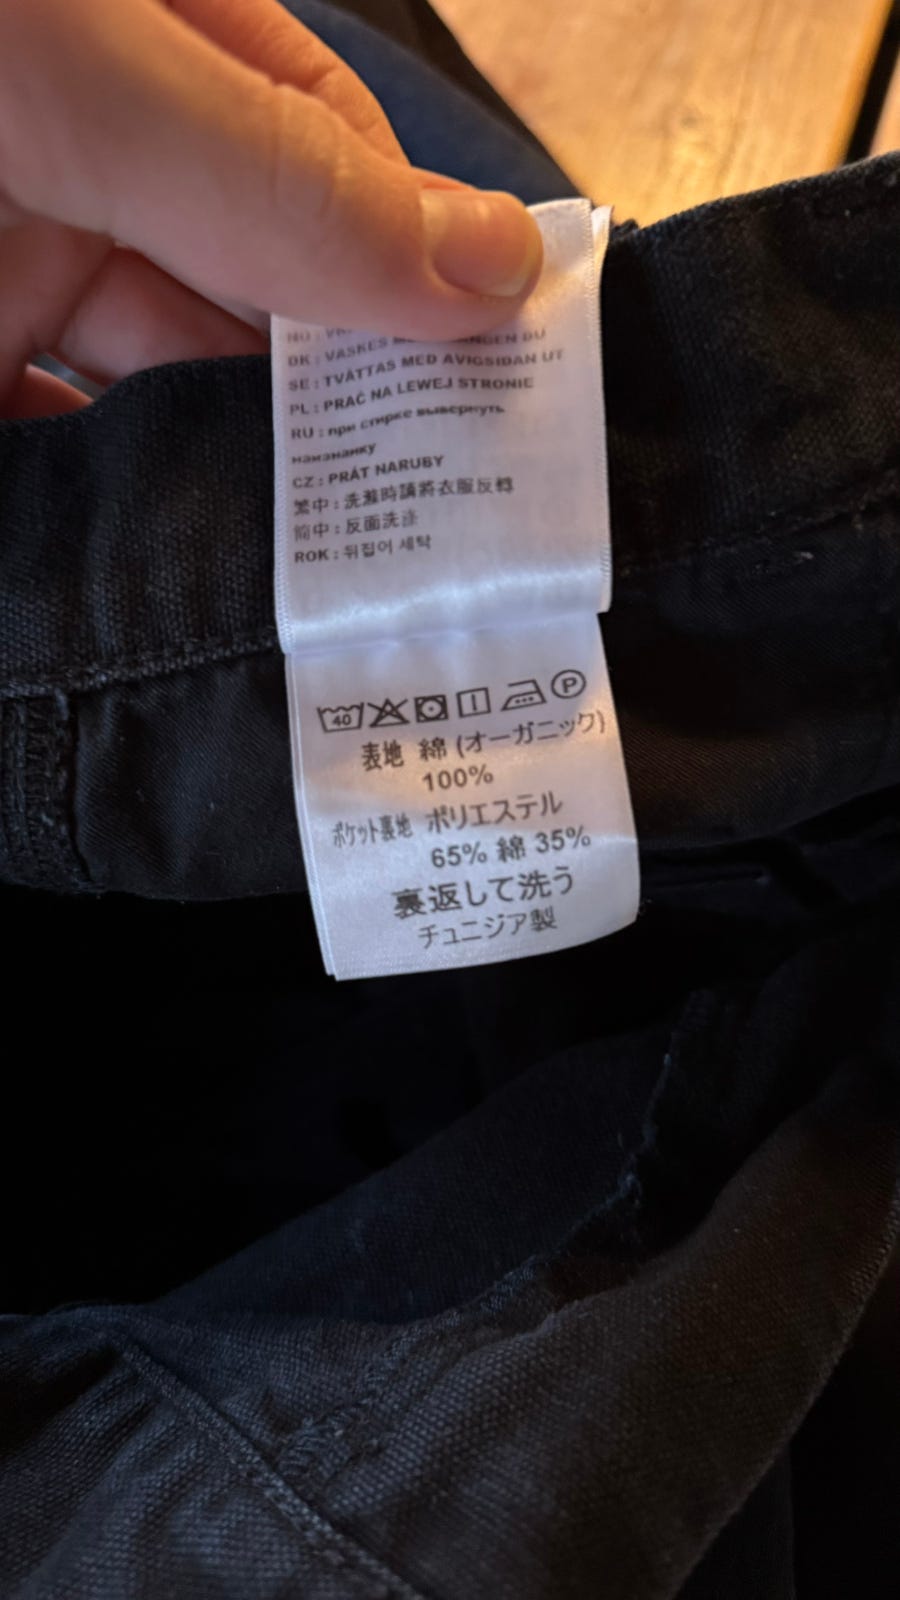 DK : VASKES DU
SE : TVÄTTAS MED AVIGSIDAN UT
PL : PRAĆ NA LEWEJ STRONIE
RU : при стирке вывернуть
наизнанку
CZ : PRÁT NARUBY
繁中 : 洗滌時請將衣服反轉
简中 : 反面洗涤
ROK : 뒤집어 세탁
40 P
表地 綿 (オーガニック)
100%
ポケット裏地 ポリエステル
65% 綿 35%
裏返して洗う
チュニジア製